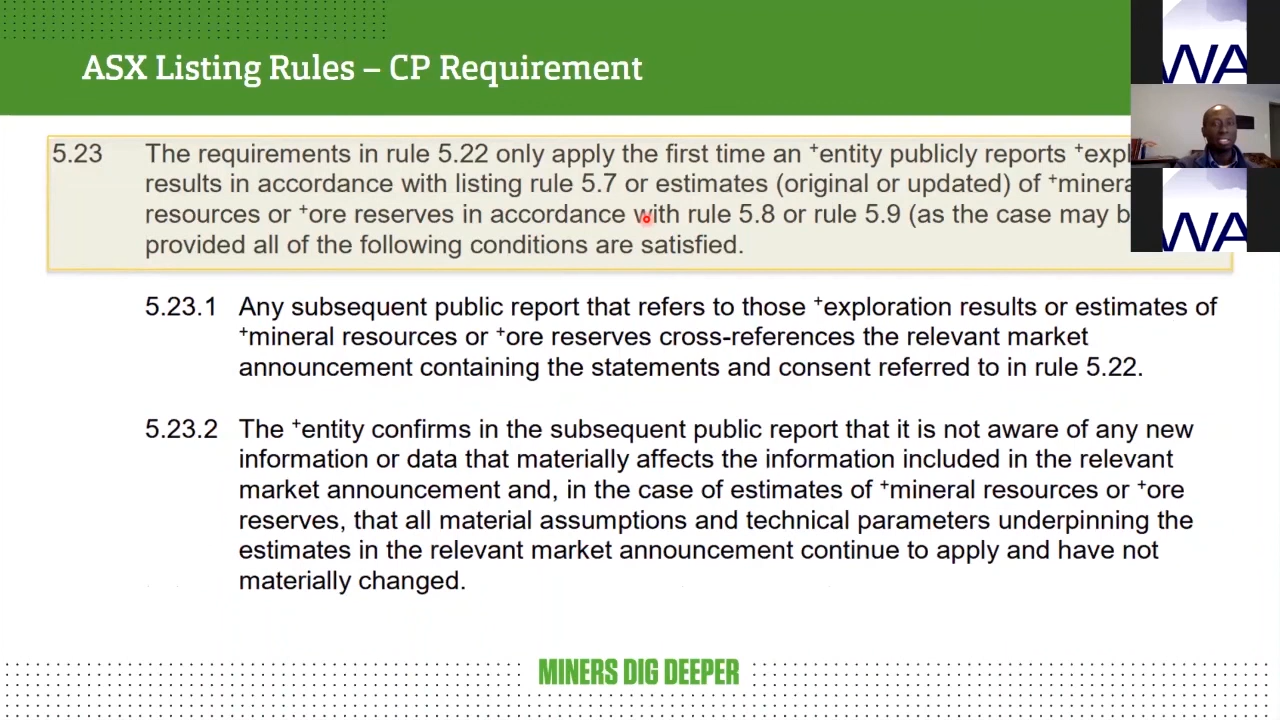 ASX Listing Rules – CP Requirement
WA
5.23 The requirements in rule 5.22 only apply the first time an +entity publicly reports
results in accordance with listing rule 5.7 or estimates (original or updated) of
resources or +ore reserves in accordance with rule 5.8 or rule 5.9 (as the case may
provided all of the following conditions are satisfied.
WA
5.23.1 Any subsequent public report that refers to those +exploration results or estimates of
+mineral resources or +ore reserves cross-references the relevant market
announcement containing the statements and consent referred to in rule 5.22.
5.23.2 The +entity confirms in the subsequent public report that it is not aware of any new
information or data that materially affects the information included in the relevant
market announcement and, in the case of estimates of +mineral resources or +ore
reserves, that all material assumptions and technical parameters underpinning the
estimates in the relevant market announcement continue to apply and have not
materially changed.
MINERS DIG DEEPER